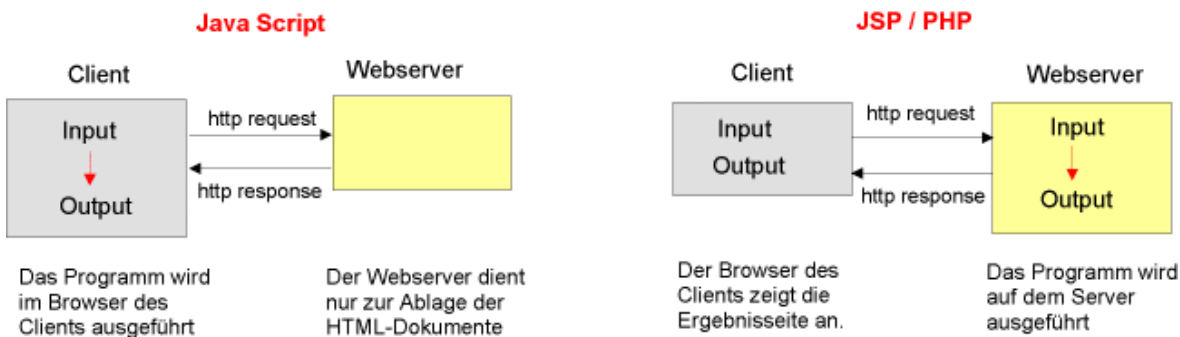 Java Script
Client
Webserver
Input
Output
http request
http response
Das Programm wird
im Browser des
Clients ausgeführt
Der Webserver dient
nur zur Ablage der
HTML-Dokumente
JSP / PHP
Client
Webserver
Input
Output
http request
http response
Input
Output
Der Browser des
Clients zeigt die
Ergebnisseite an.
Das Programm wird
auf dem Server
ausgeführt